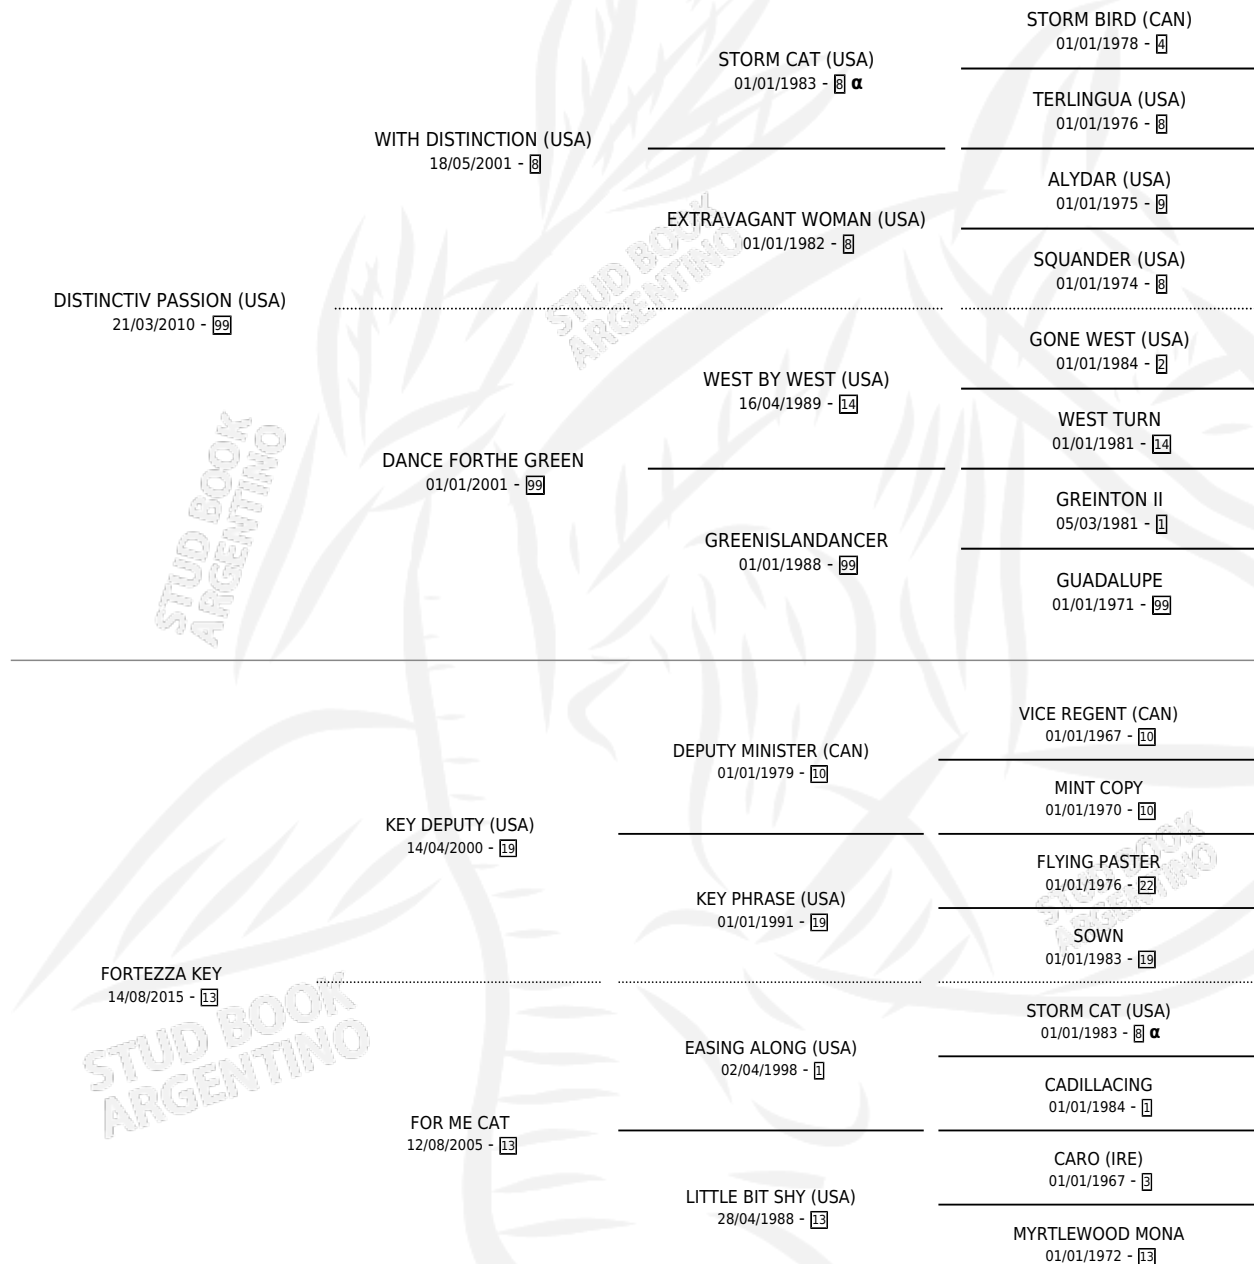 STORM BIRD (CAN)
01/01/1978 - 4
STORM CAT (USA)
01/01/1983 - 8 α
TERLINGUA (USA)
01/01/1976 - 8
WITH DISTINCTION (USA)
18/05/2001 - 8
ALYDAR (USA)
01/01/1975 - 9
EXTRAVAGANT WOMAN (USA)
01/01/1982 - 8
SQUANDER (USA)
01/01/1974 - 8
DISTINCTIV PASSION (USA)
21/03/2010 - 99
STUD BOOK
ARGENTINO
GONE WEST (USA)
01/01/1984 - 2
WEST BY WEST (USA)
16/04/1989 - 14
WEST TURN
01/01/1981 - 14
DANCE FORTHE GREEN
01/01/2001 - 99
GREINTON II
05/03/1981 - 1
GREENISLANDANCER
01/01/1988 - 99
GUADALUPE
01/01/1971 - 99
STUD BOOK
ARGENTINO
VICE REGENT (CAN)
01/01/1967 - 10
DEPUTY MINISTER (CAN)
01/01/1979 - 10
MINT COPY
01/01/1970 - 10
KEY DEPUTY (USA)
14/04/2000 - 19
FLYING PASTER
01/01/1976 - 22
KEY PHRASE (USA)
01/01/1991 - 19
SOWN
01/01/1983 - 19
STUD BOOK
ARGENTINO
FORTEZZA KEY
14/08/2015 - 13
STORM CAT (USA)
01/01/1983 - 8 α
EASING ALONG (USA)
02/04/1998 - 1
CADILLACING
01/01/1984 - 1
STUD BOOK
ARGENTINO
FOR ME CAT
12/08/2005 - 13
CARO (IRE)
01/01/1967 - 3
LITTLE BIT SHY (USA)
28/04/1988 - 13
MYRTLEWOOD MONA
01/01/1972 - 13